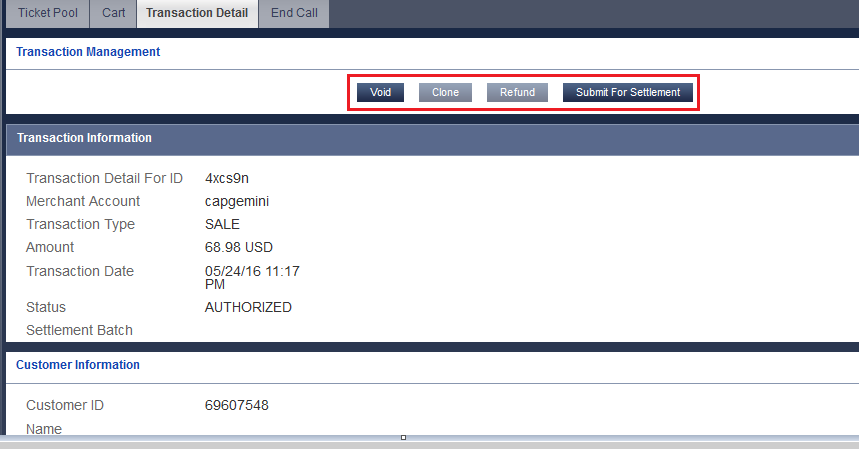 Ticket Pool Cart Transaction Detail End Call
Transaction Management
Void Clone Refund Submit For Settlement
Transaction Information
Transaction Detail For ID 4xcs9n
Merchant Account capgemini
Transaction Type SALE
Amount 68.98 USD
Transaction Date 05/24/16 11:17
PM
Status AUTHORIZED
Settlement Batch
Customer Information
Customer ID 69607548
Name